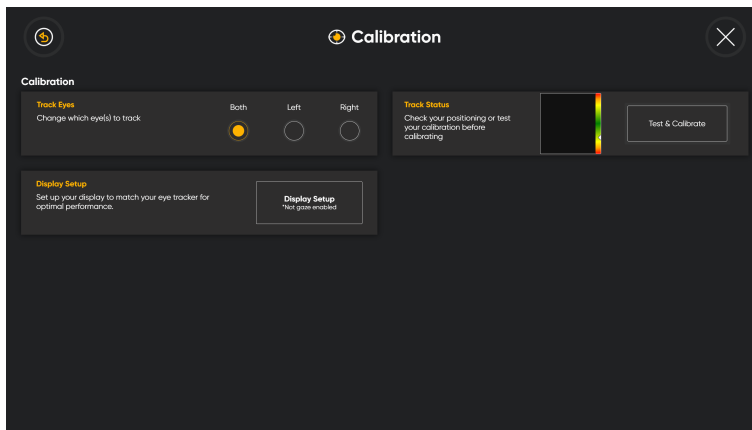 Calibration
Calibration
Track Eyes
Change which eye(s) to track
Both
Left
Right
Track Status
Check your positioning or test
your calibration before
calibrating
Test & Calibrate
Display Setup
Set up your display to match your eye tracker for
optimal performance.
Display Setup
*Not gaze enabled